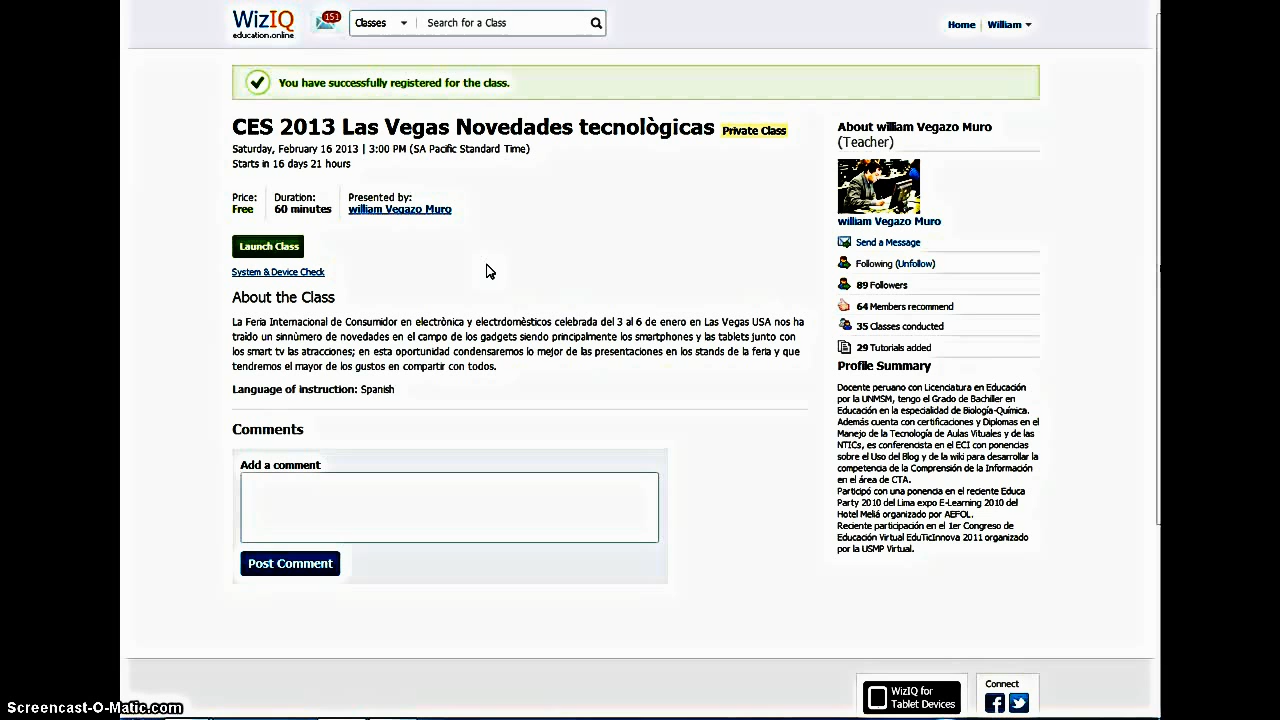 WizIQ
education.online
151
Classes
Search for a Class
Home
William
You have successfully registered for the class.
CES 2013 Las Vegas Novedades tecnològicas Private Class
Saturday, February 16 2013 | 3:00 PM (SA Pacific Standard Time)
Starts in 16 days 21 hours
Price:
Free
Duration:
60 minutes
Presented by:
william Vegazo Muro
Launch Class
System & Device Check
About the Class
La Feria Internacional de Consumidor en electrònica y electrdomèsticos celebrada del 3 al 6 de enero en Las Vegas USA nos ha
traido un sinnùmero de novedades en el campo de los gadgets siendo principalmente los smartphones y las tablets junto con
los smart tv las atracciones; en esta oportunidad condensaremos lo mejor de las presentaciones en los stands de la feria y que
tendremos el mayor de los gustos en compartir con todos.
Language of instruction: Spanish
Comments
Add a comment
Post Comment
About william Vegazo Muro
(Teacher)
william Vegazo Muro
Send a Message
Following (Unfollow)
89 Followers
64 Members recommend
35 Classes conducted
29 Tutorials added
Profile Summary
Docente peruano con Licenciatura en Educación
por la UNMSM, tengo el Grado de Bachiller en
Educación en la especialidad de Biología-Química.
Además cuenta con certificaciones y Diplomas en el
Manejo de la Tecnología de Aulas Vituales y de las
NTICs, es conferencista en el ECI con ponencias
sobre el Uso del Blog y de la wiki para desarrollar la
competencia de la Comprensión de la Información
en el área de CTA.
Participó con una ponencia en el reciente Educa
Party 2010 del Lima expo E-Learning 2010 del
Hotel Meliá organizado por AEFOL.
Reciente participación en el 1er Congreso de
Educación Virtual EduTicInnova 2011 organizado
por la USMP Virtual.
WizIQ for
Tablet Devices
Connect
Screencast-O-Matic.com